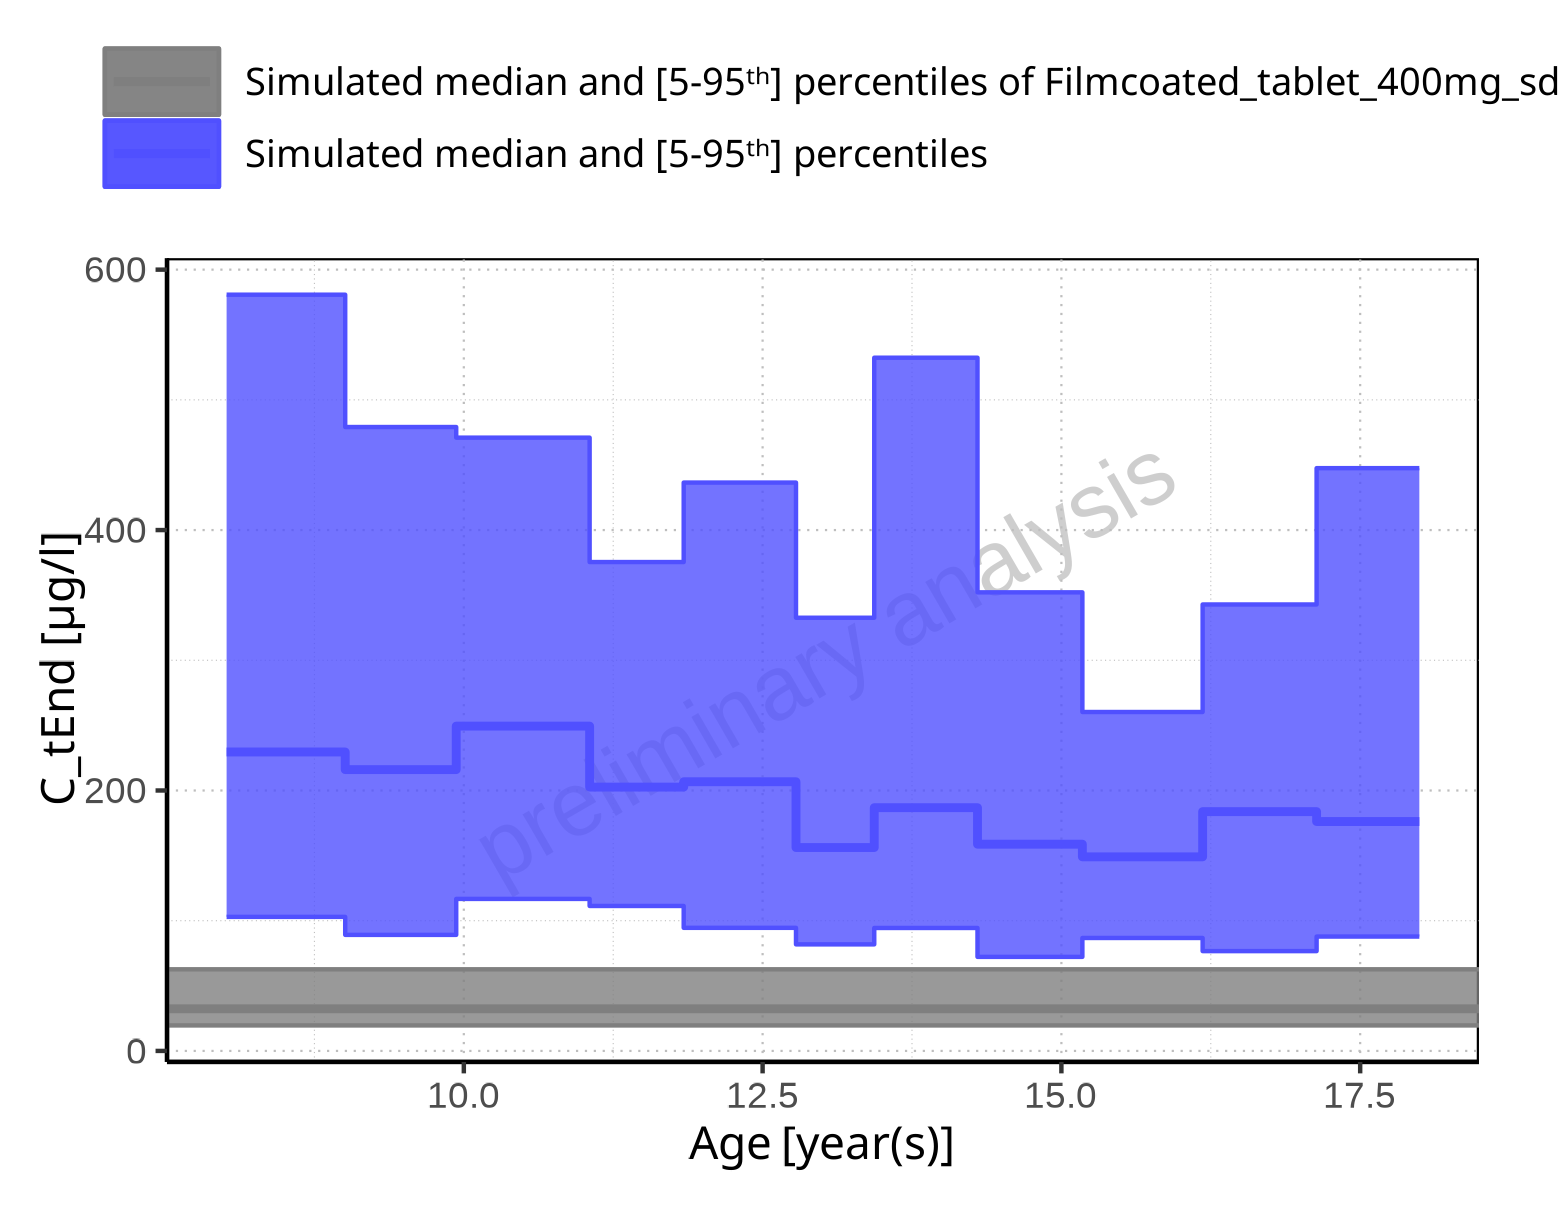 Simulated median and [5-95ᵗʰ] percentiles of Filmcoated_tablet_400mg_sd
Simulated median and [5-95ᵗʰ] percentiles
600
400
200
0
C_tEnd [µg/l]
preliminary analysis
10.0 12.5 15.0 17.5
Age [year(s)]